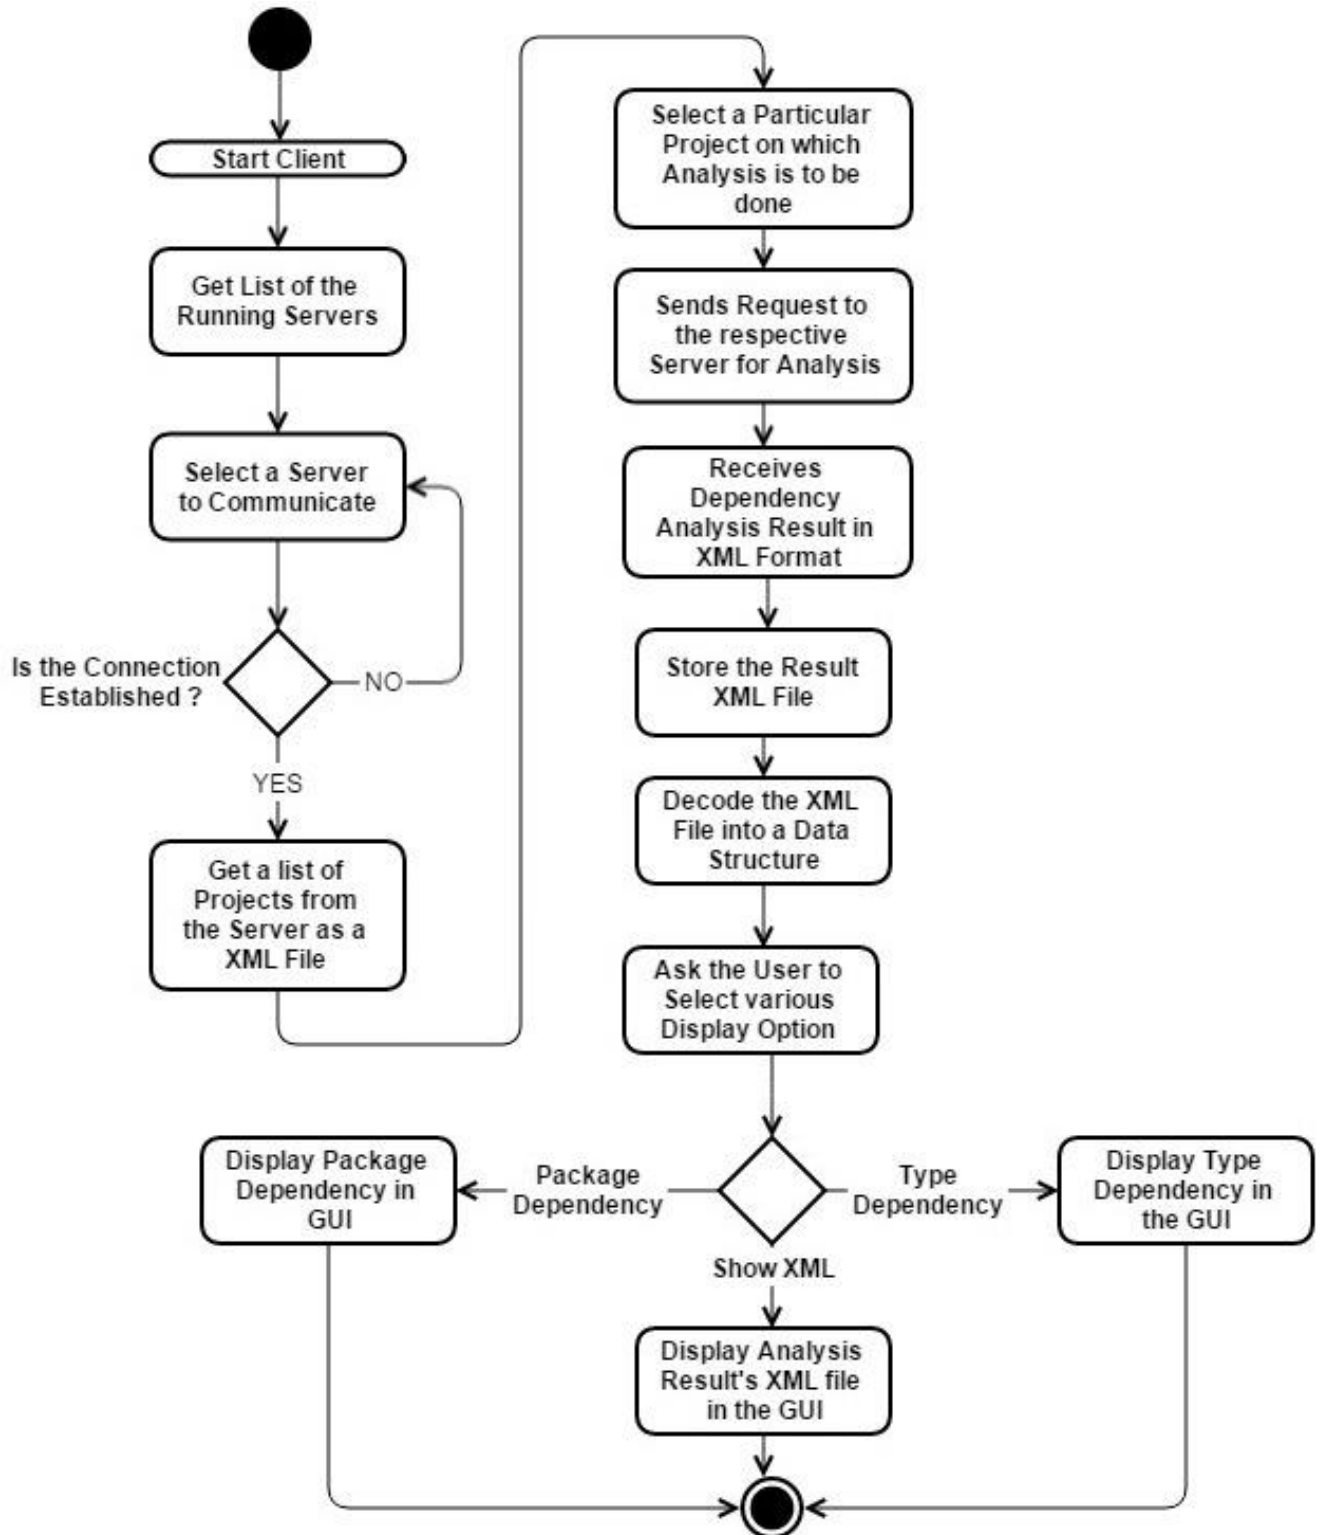 Start Client
Get List of the
Running Servers
Select a Server
to Communicate
Is the Connection
Established ?
NO
YES
Get a list of
Projects from
the Server as a
XML File
Select a Particular
Project on which
Analysis is to be
done
Sends Request to
the respective
Server for Analysis
Receives
Dependency
Analysis Result in
XML Format
Store the Result
XML File
Decode the XML
File into a Data
Structure
Ask the User to
Select various
Display Option
Package
Dependency
Display Package
Dependency in
GUI
Type
Dependency
Display Type
Dependency in
the GUI
Show XML
Display Analysis
Result's XML file
in the GUI